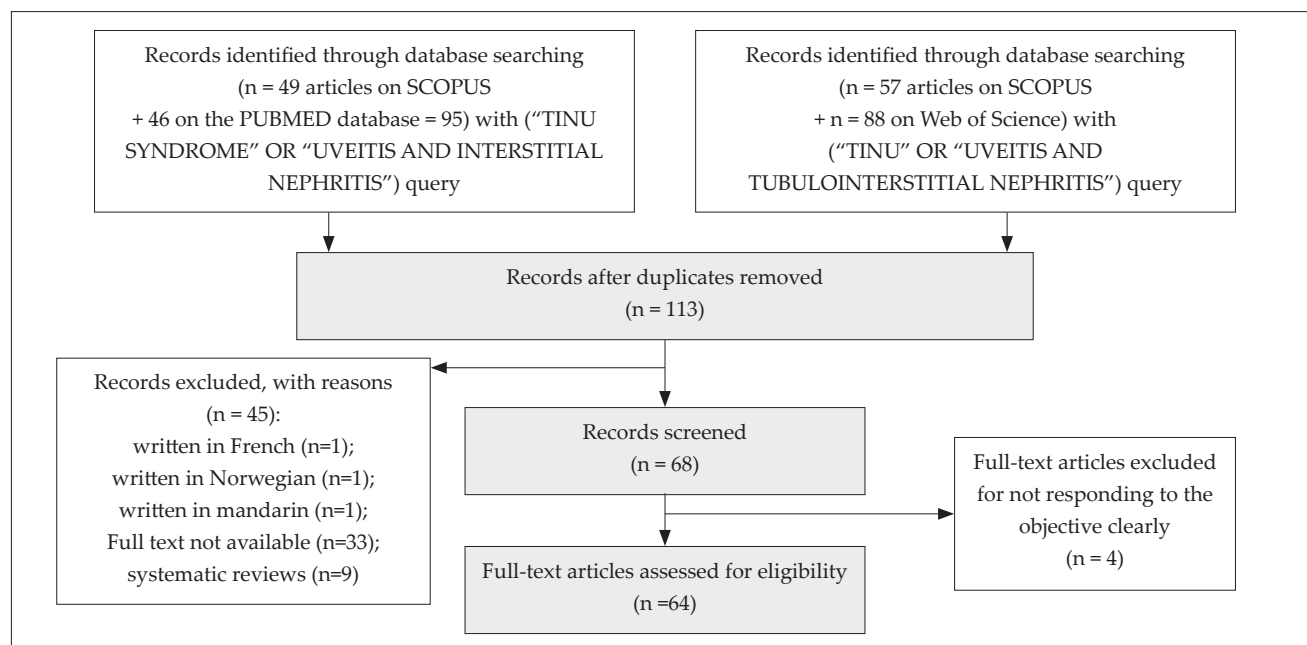 Records identified through database searching
(n = 49 articles on SCOPUS
+ 46 on the PUBMED database = 95) with (“TINU
SYNDROME” OR “UVEITIS AND INTERSTITIAL
NEPHRITIS”) query
Records identified through database searching
(n = 57 articles on SCOPUS
+ n = 88 on Web of Science) with
(“TINU” OR “UVEITIS AND
TUBULOINTERSTITIAL NEPHRITIS”) query
Records after duplicates removed
(n = 113)
Records excluded, with reasons
(n = 45):
written in French (n=1);
written in Norwegian (n=1);
written in mandarin (n=1);
Full text not available (n=33);
systematic reviews (n=9)
Records screened
(n = 68)
Full-text articles excluded
for not responding to the
objective clearly
(n = 4)
Full-text articles assessed for eligibility
(n =64)